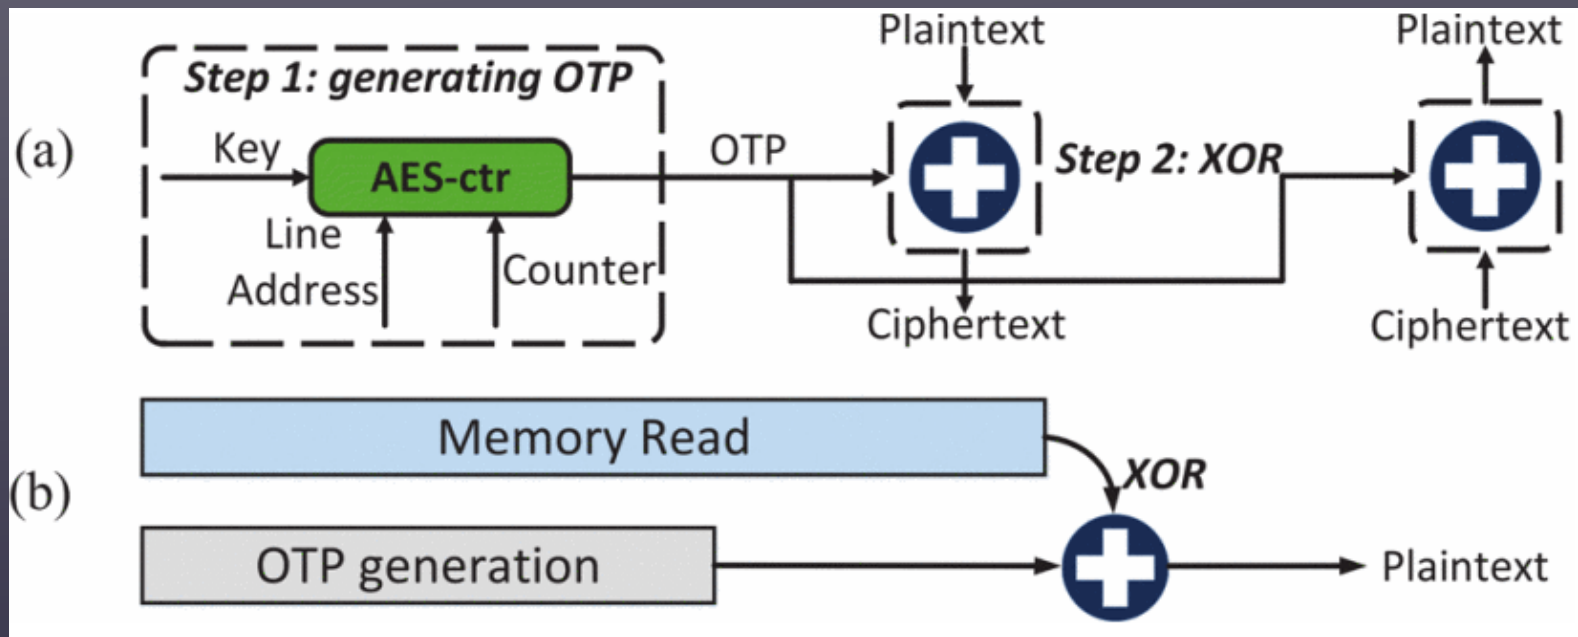 Plaintext
Plaintext
Step 1: generating OTP
(a)
Key
AES-ctr
OTP
Step 2: XOR
Line
Address
Counter
Ciphertext
Ciphertext
Memory Read
XOR
(b)
OTP generation
Plaintext